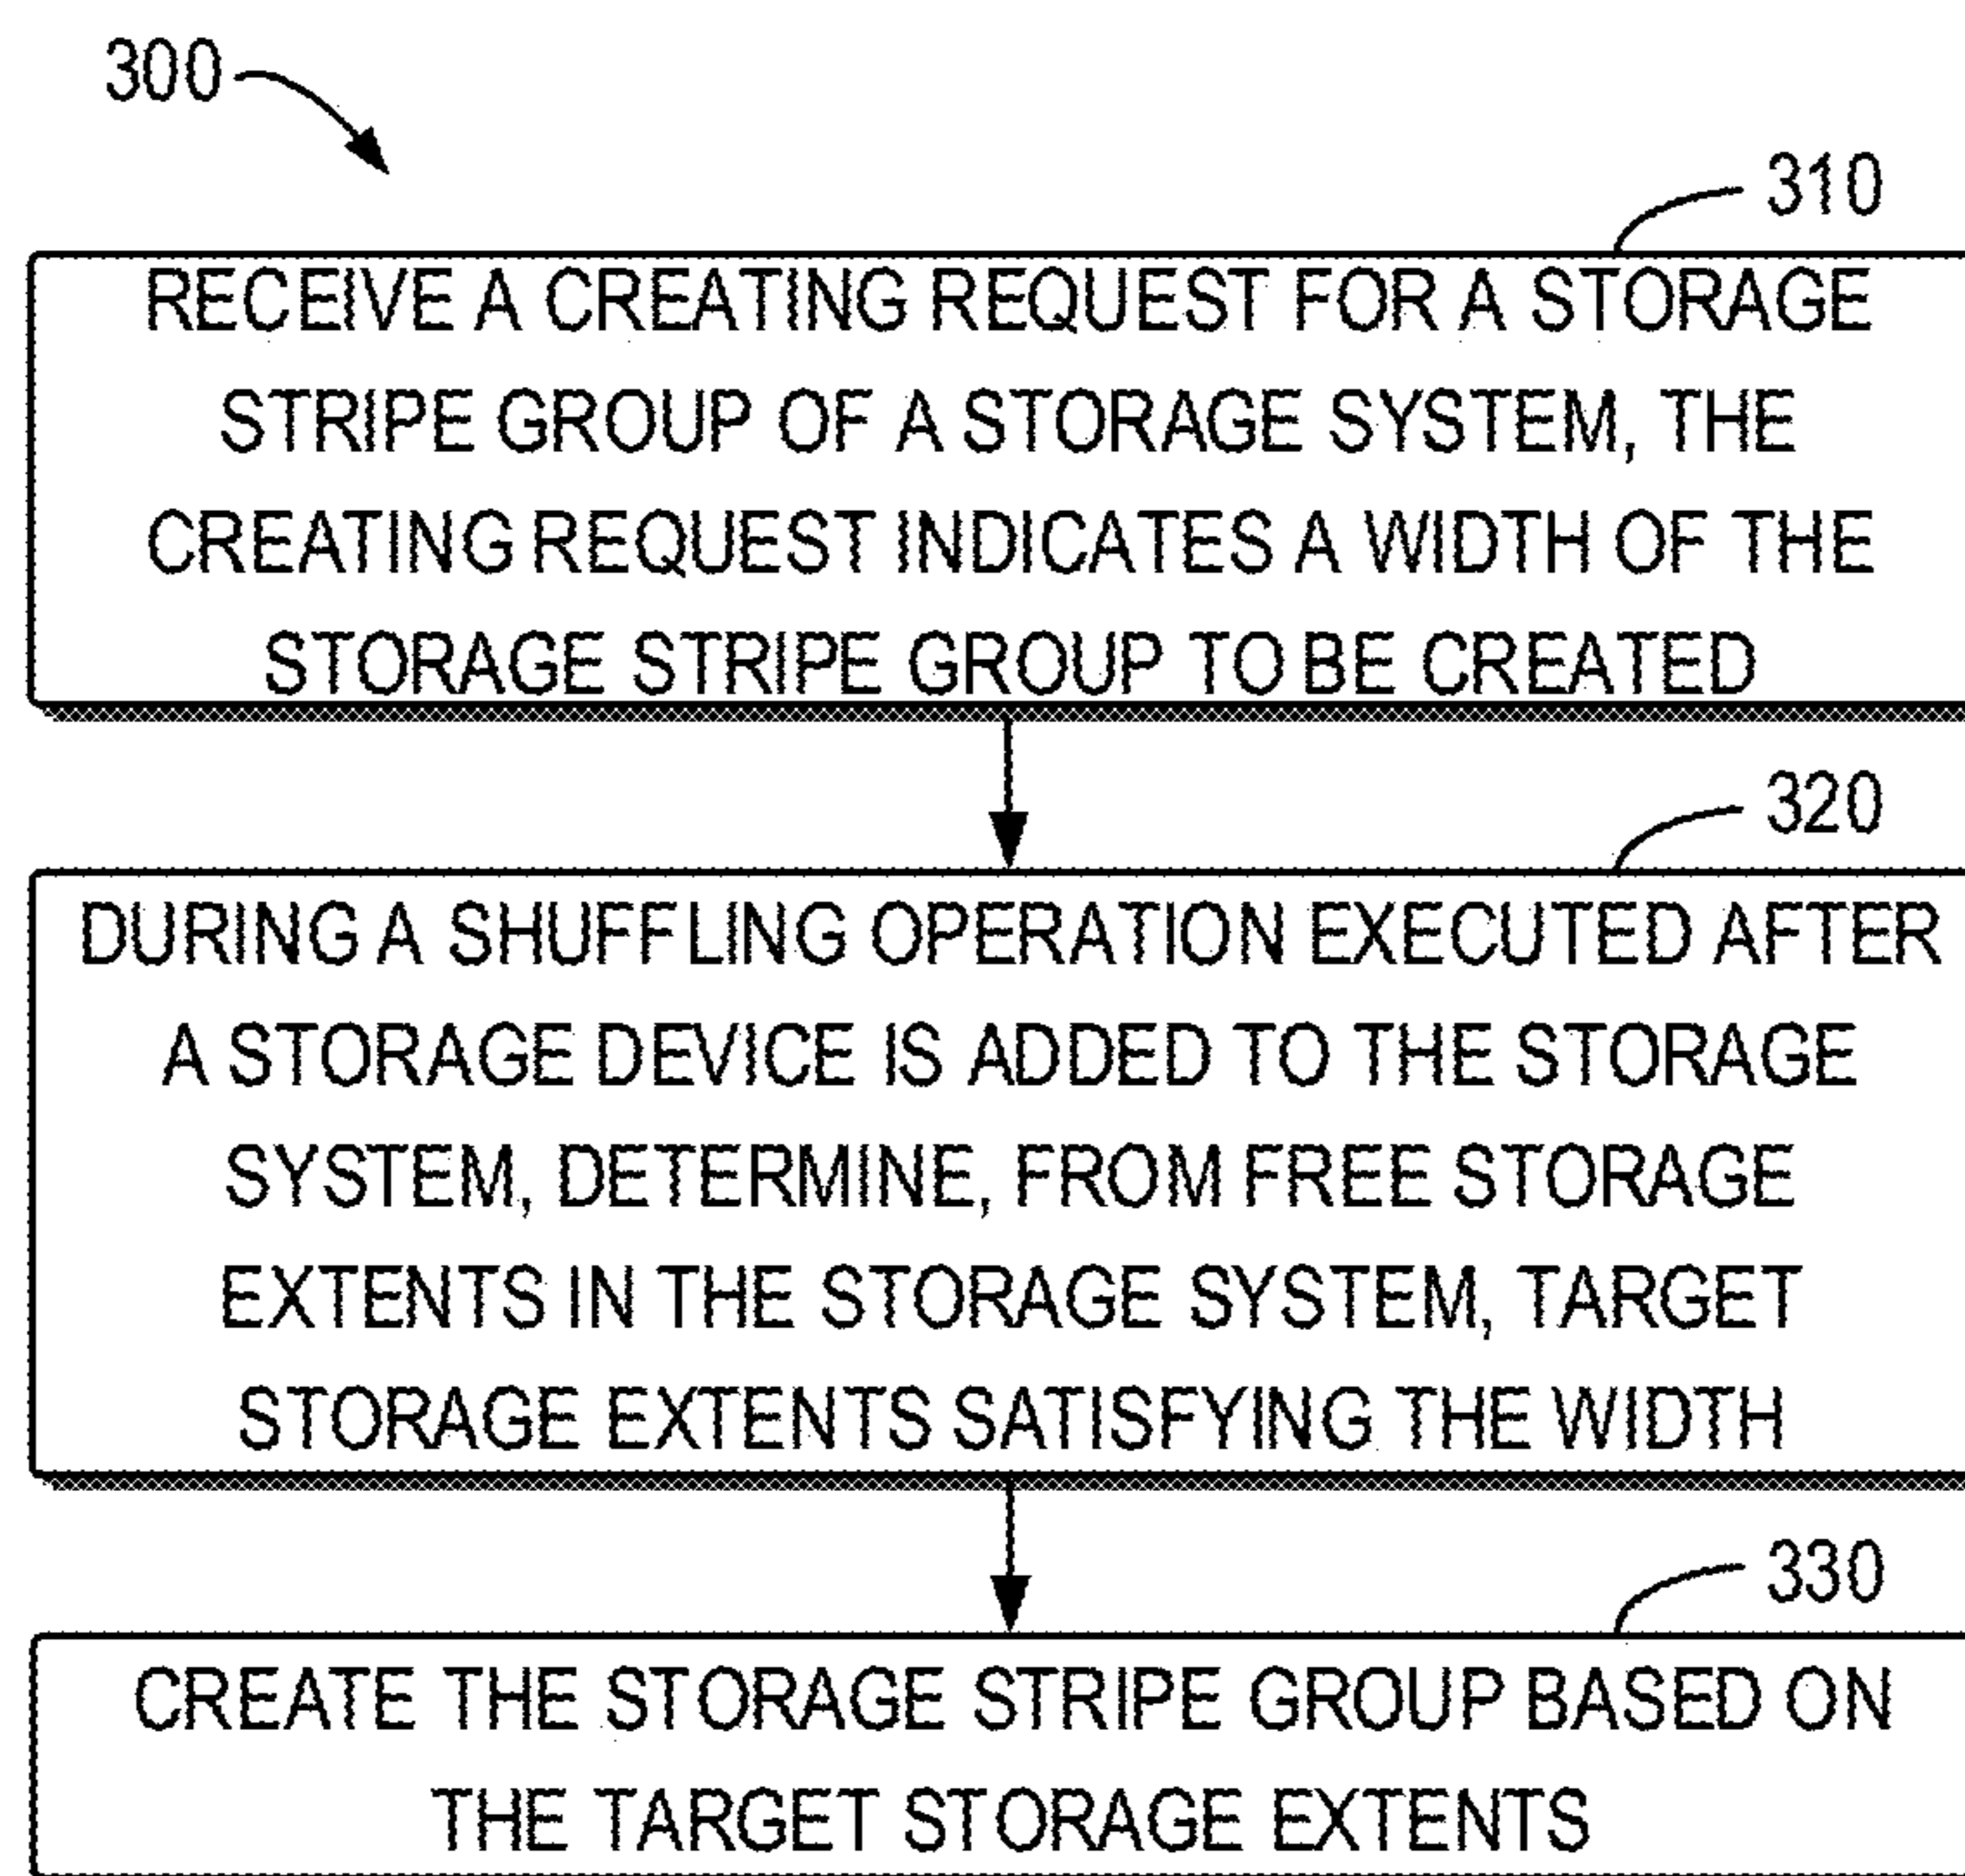 300
310
RECEIVE A CREATING REQUEST FOR A STORAGE
STRIPE GROUP OF A STORAGE SYSTEM, THE
CREATING REQUEST INDICATES A WIDTH OF THE
STORAGE STRIPE GROUP TO BE CREATED
320
DURING A SHUFFLING OPERATION EXECUTED AFTER
A STORAGE DEVICE IS ADDED TO THE STORAGE
SYSTEM, DETERMINE, FROM FREE STORAGE
EXTENTS IN THE STORAGE SYSTEM, TARGET
STORAGE EXTENTS SATISFYING THE WIDTH
330
CREATE THE STORAGE STRIPE GROUP BASED ON
THE TARGET STORAGE EXTENTS